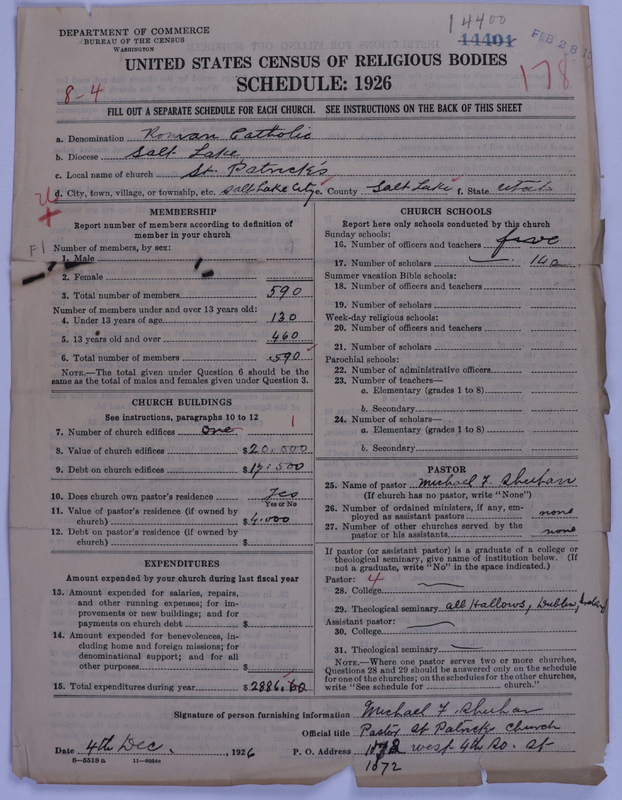 14400
DEPARTMENT OF COMMERCE
BUREAU OF THE CENSUS
WASHINGTON
14401
FEB 28
UNITED STATES CENSUS OF RELIGIOUS BODIES
178
SCHEDULE: 1926
8-4
FILL OUT A SEPARATE SCHEDULE FOR EACH CHURCH. SEE INSTRUCTIONS ON THE BACK OF THIS SHEET
a. Denomination Roman Catholic
b. Diocese Salt Lake
c. Local name of church St. Patrick's
d. City, town, village, or township, etc. Salt Lake City e. County Salt Lake f. State Utah
MEMBERSHIP
Report number of members according to definition of
member in your church
Number of members, by sex:
1. Male
2. Female
3. Total number of members 590
Number of members under and over 13 years old:
4. Under 13 years of age 130
5. 13 years old and over 460
6. Total number of members 590
NOTE.—The total given under Question 6 should be the
same as the total of males and females given under Question 3.
CHURCH BUILDINGS
See instructions, paragraphs 10 to 12
7. Number of church edifices one 1
8. Value of church edifices $20,000
9. Debt on church edifices $17,500
10. Does church own pastor's residence Yes
Yes or No
11. Value of pastor's residence (if owned by
church) $4,000
12. Debt on pastor's residence (if owned by
church) $
EXPENDITURES
Amount expended by your church during last fiscal year
13. Amount expended for salaries, repairs,
and other running expenses; for im-
provements or new buildings; and for
payments on church debt $
14. Amount expended for benevolences, in-
cluding home and foreign missions; for
denominational support; and for all
other purposes $
15. Total expenditures during year $2886.60
CHURCH SCHOOLS
Report here only schools conducted by this church
Sunday schools:
16. Number of officers and teachers five
17. Number of scholars 140
Summer vacation Bible schools:
18. Number of officers and teachers
19. Number of scholars
Week-day religious schools:
20. Number of officers and teachers
21. Number of scholars
Parochial schools:
22. Number of administrative officers
23. Number of teachers—
a. Elementary (grades 1 to 8)
b. Secondary
24. Number of scholars—
a. Elementary (grades 1 to 8)
b. Secondary
PASTOR
25. Name of pastor Michael F. Sheehan
(If church has no pastor, write "None")
26. Number of ordained ministers, if any, em-
ployed as assistant pastors none
27. Number of other churches served by the
pastor or his assistants none
If pastor (or assistant pastor) is a graduate of a college or
theological seminary, give name of institution below. (If
not a graduate, write "No" in the space indicated.)
Pastor: 4
28. College
29. Theological seminary All Hallows, Dublin, Ireland
Assistant pastor:
30. College
31. Theological seminary
NOTE.—Where one pastor serves two or more churches,
Questions 28 and 29 should be answered only on the schedule
for one of the churches; on the schedules for the other churches,
write "See schedule for church."
Signature of person furnishing information Michael F. Sheehan
Official title Pastor St Patrick Church
Date 4th Dec., 1926 P. O. Address west 4th So. St
1072
8-5518 a